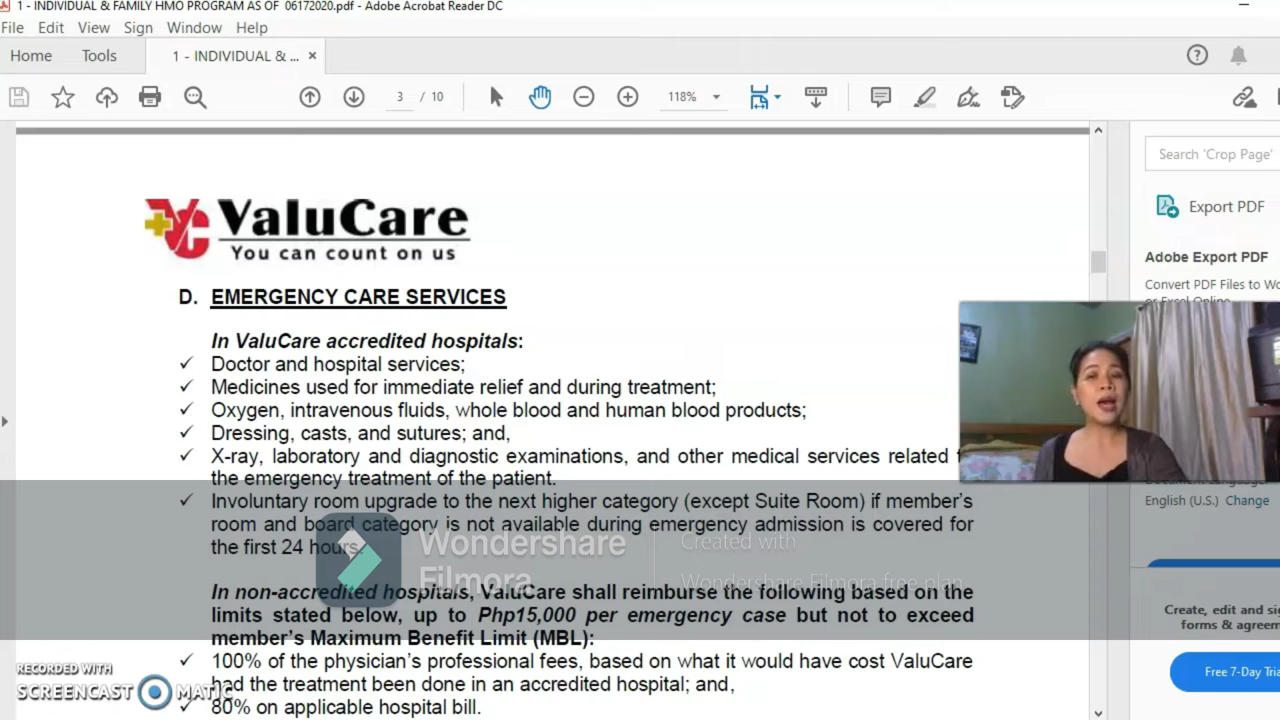 1 - INDIVIDUAL & FAMILY HMO PROGRAM AS OF 06172020.pdf - Adobe Acrobat Reader DC
File Edit View Sign Window Help
Home Tools 1 - INDIVIDUAL & ... ×
3 / 10 118%
Search 'Crop Page'
ValuCare
You can count on us
Export PDF
Adobe Export PDF
Convert PDF Files to
or Excel Online
D. EMERGENCY CARE SERVICES
In ValuCare accredited hospitals:
✓ Doctor and hospital services;
✓ Medicines used for immediate relief and during treatment;
✓ Oxygen, intravenous fluids, whole blood and human blood products;
✓ Dressing, casts, and sutures; and,
✓ X-ray, laboratory and diagnostic examinations, and other medical services related
the emergency treatment of the patient.
✓ Involuntary room upgrade to the next higher category (except Suite Room) if member's
room and board category is not available during emergency admission is covered for
the first 24 hours.
Document Language:
English (U.S.) Change
Wondershare
Filmora
Created with
Wondershare Filmora free plan
In non-accredited hospitals, ValuCare shall reimburse the following based on the
limits stated below, up to Php15,000 per emergency case but not to exceed
member's Maximum Benefit Limit (MBL):
✓ 100% of the physician's professional fees, based on what it would have cost ValuCare
had the treatment been done in an accredited hospital; and,
✓ 80% on applicable hospital bill.
Create, edit and
forms &
Free 7-Day
RECORDED WITH
SCREENCAST MATIC